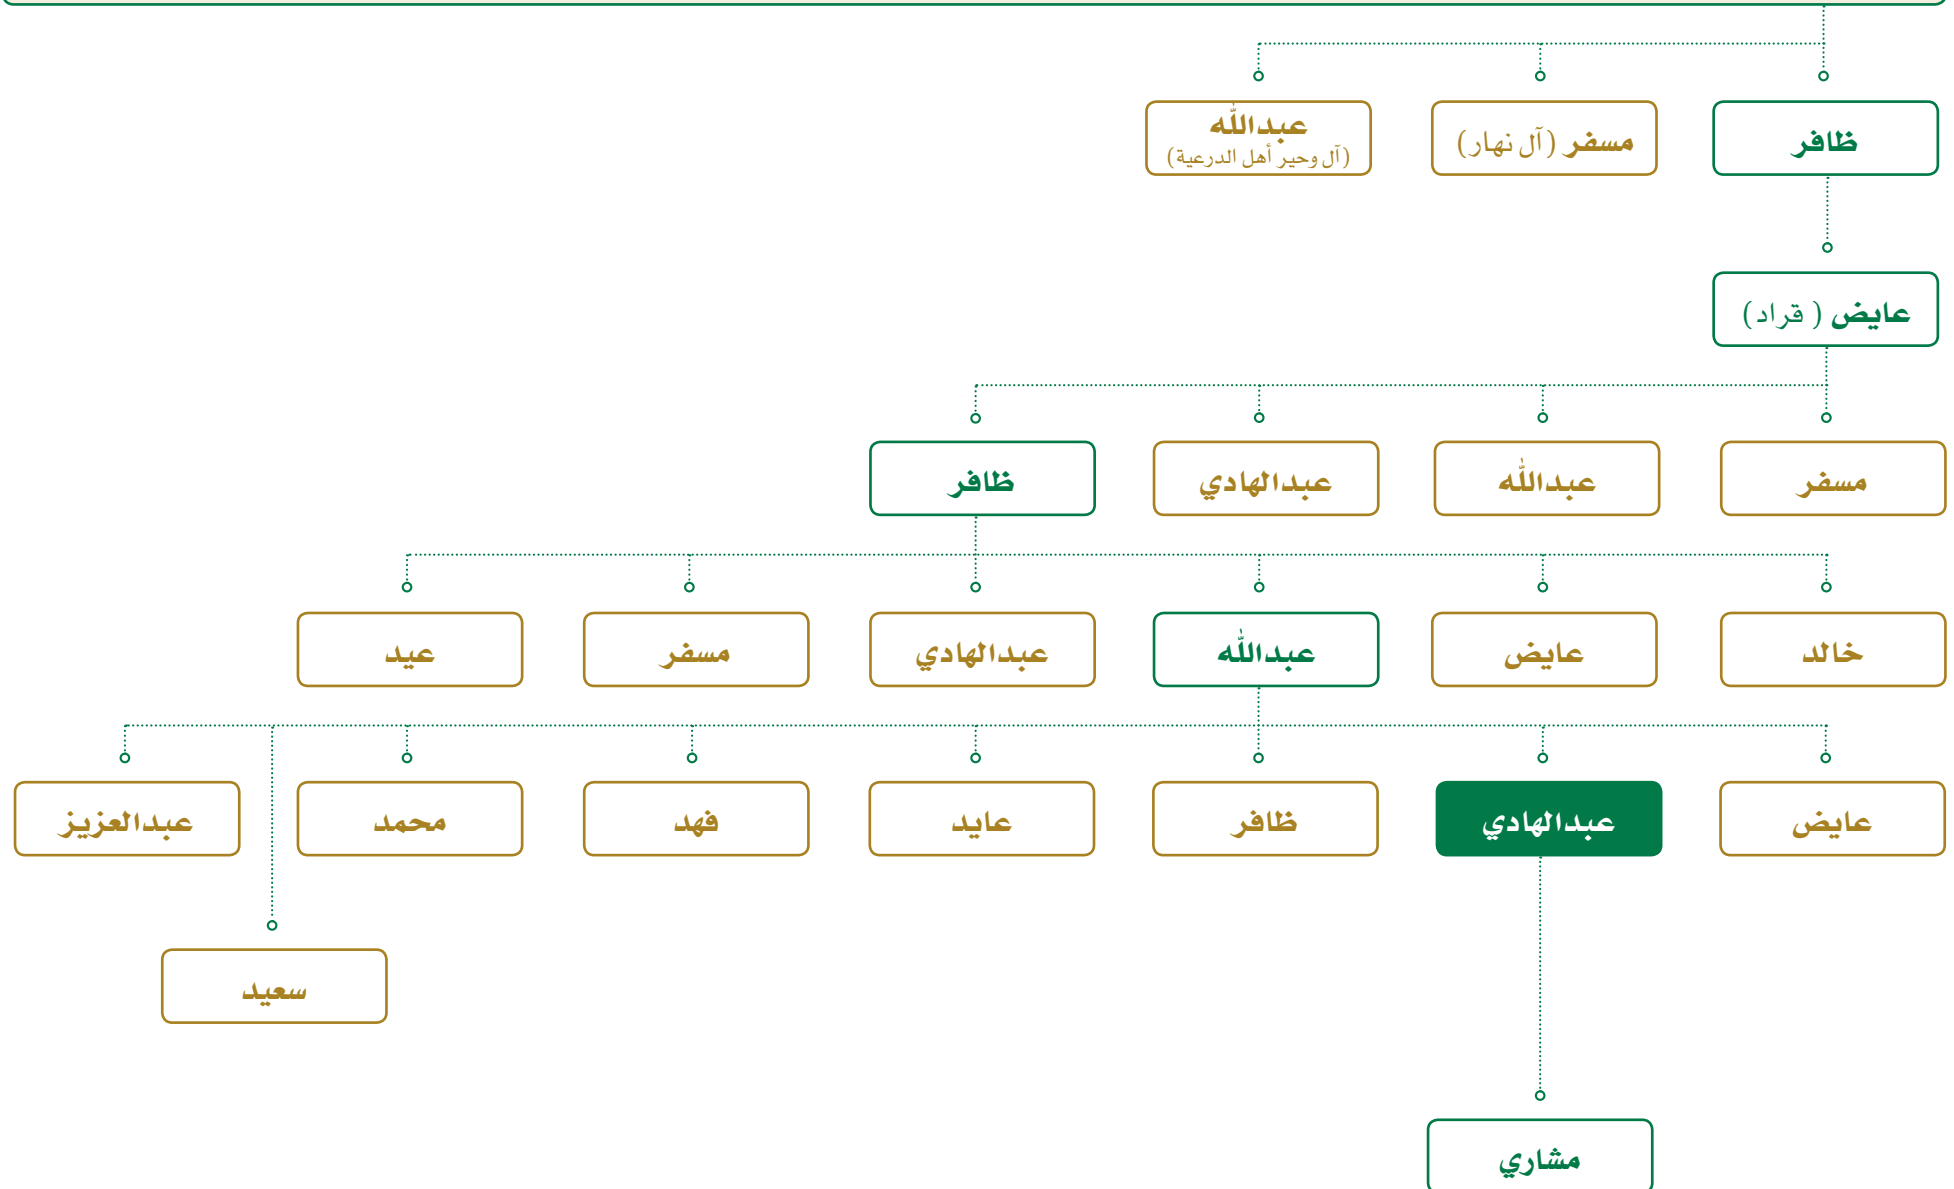 ظافر
مسفر (آل نهار)
عبدالله
(آل وحير أهل الدرعية)
عايض ( قراد)
مسفر
عبدالله
عبدالهادي
ظافر
خالد
عايض
عبدالله
عبدالهادي
مسفر
عيد
عايض
عبدالهادي
ظافر
عايد
فهد
محمد
عبدالعزيز
سعيد
مشاري